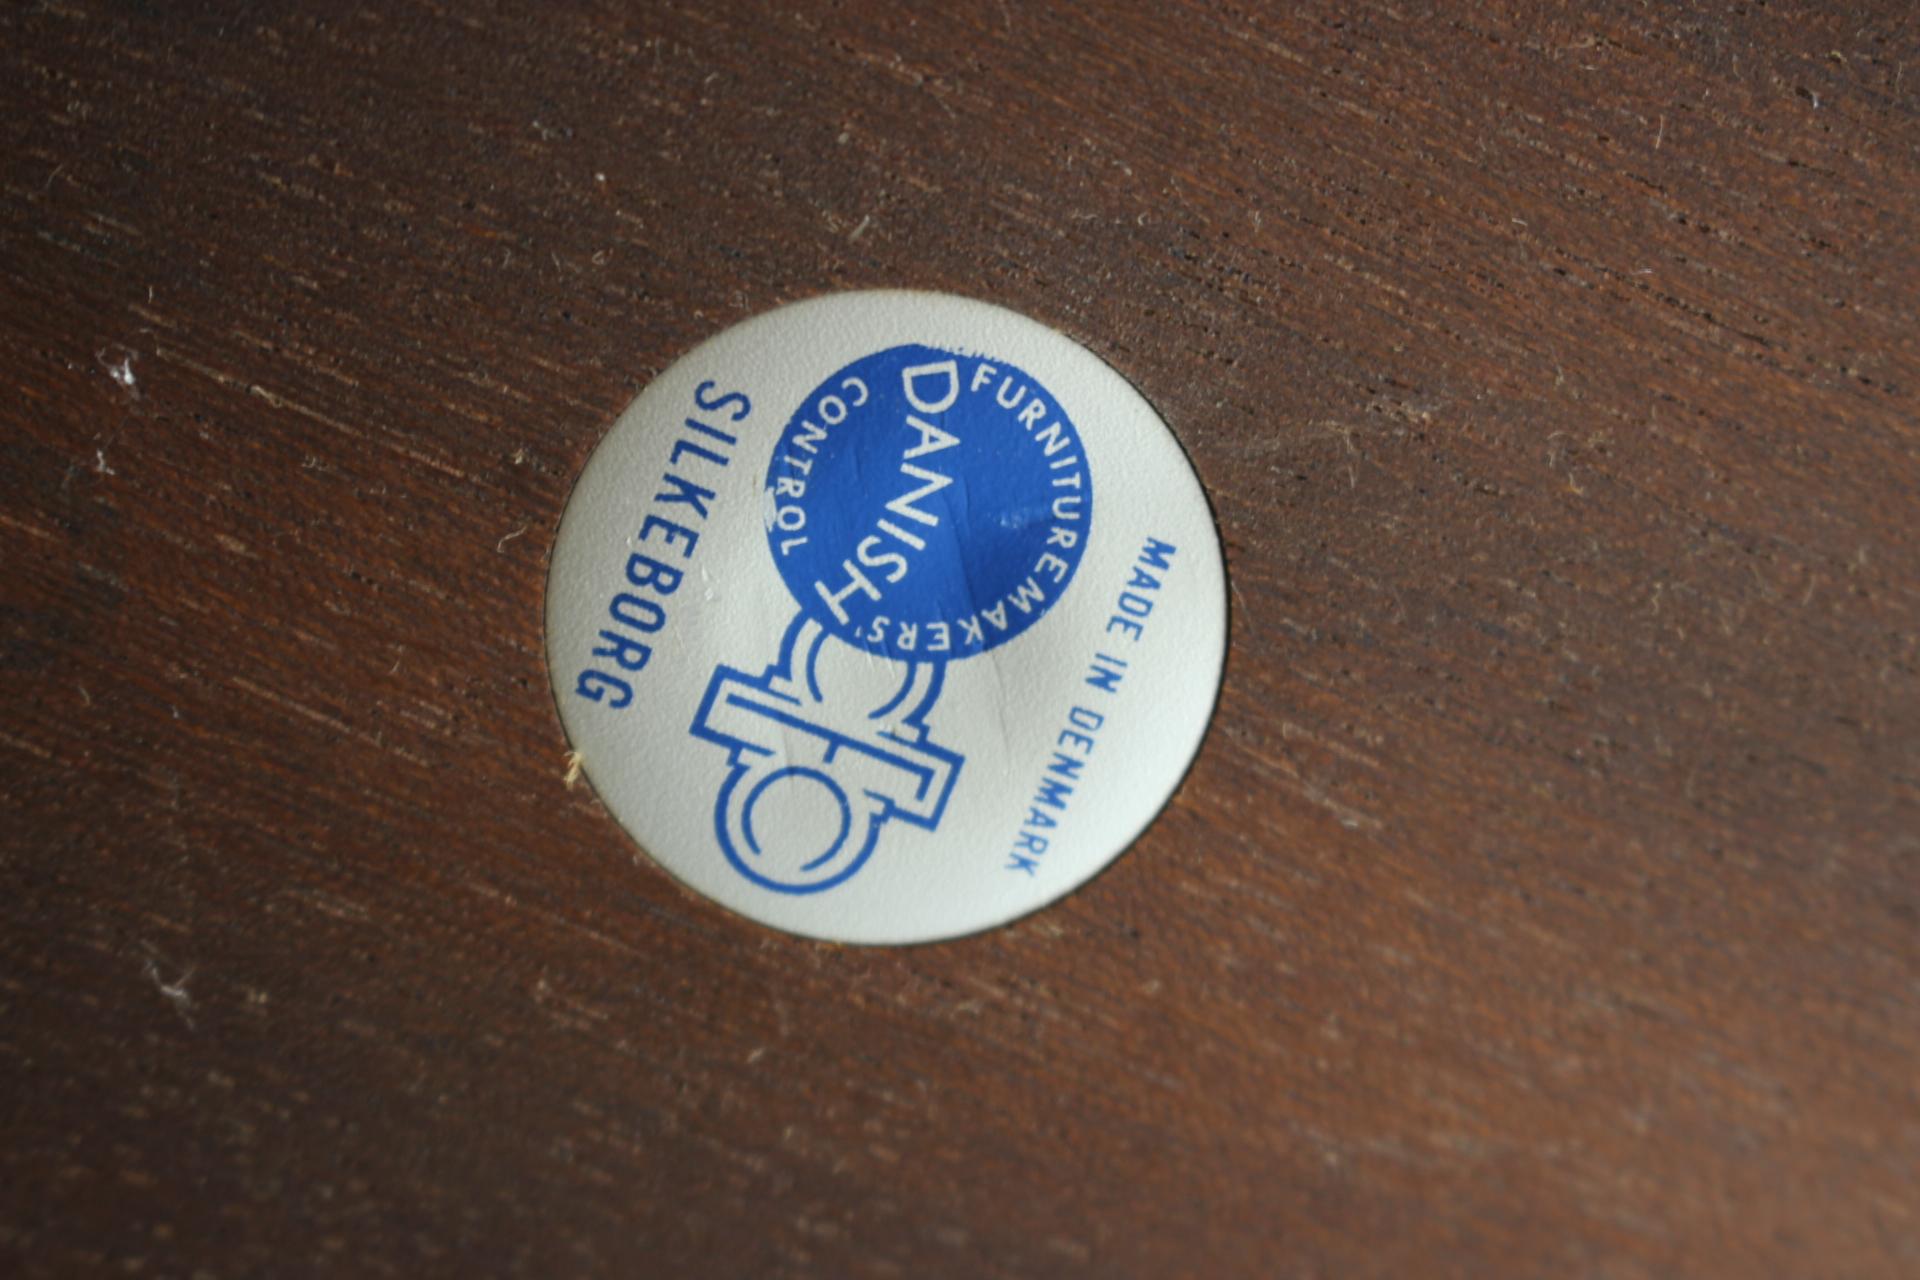 MADE IN DENMARK
FURNITUREMAKERS'
DANISH
CONTROL
SILKEBORG